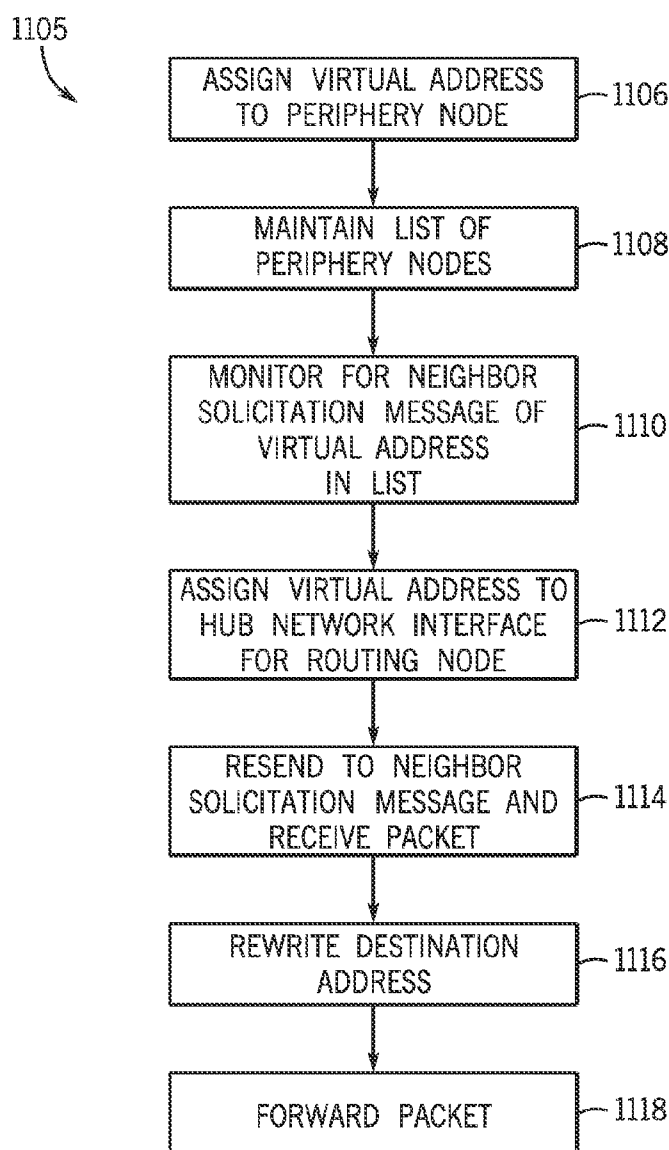 1105
ASSIGN VIRTUAL ADDRESS
TO PERIPHERY NODE
1106
MAINTAIN LIST OF
PERIPHERY NODES
1108
MONITOR FOR NEIGHBOR
SOLICITATION MESSAGE OF
VIRTUAL ADDRESS
IN LIST
1110
ASSIGN VIRTUAL ADDRESS TO
HUB NETWORK INTERFACE
FOR ROUTING NODE
1112
RESEND TO NEIGHBOR
SOLICITATION MESSAGE AND
RECEIVE PACKET
1114
REWRITE DESTINATION
ADDRESS
1116
FORWARD PACKET
1118